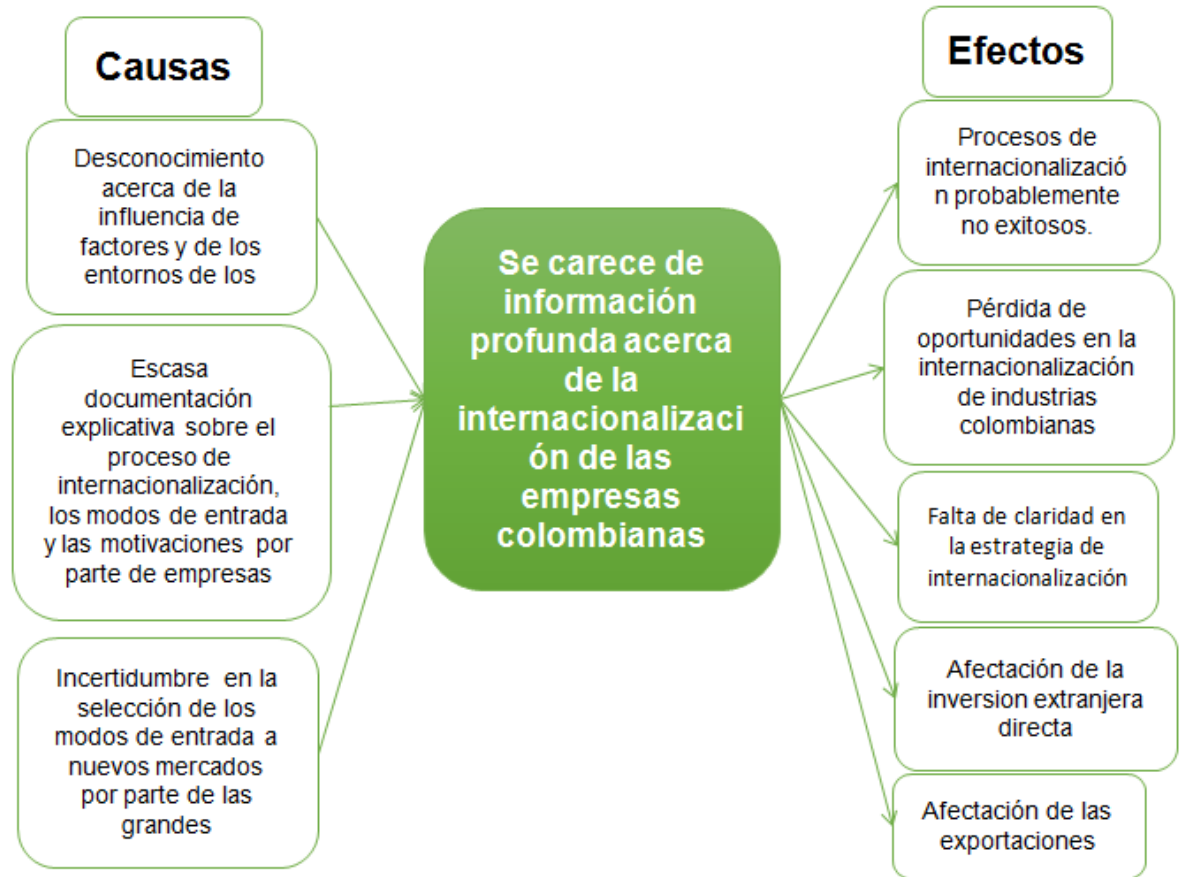 Causas
Desconocimiento
acerca de la
influencia de
factores y de los
entornos de los
Escasa
documentación
explicativa sobre el
proceso de
internacionalización,
los modos de entrada
y las motivaciones por
parte de empresas
Incertidumbre en la
selección de los
modos de entrada a
nuevos mercados
por parte de las
grandes
Se carece de
información
profunda acerca
de la
internacionalizaci
ón de las
empresas
colombianas
Efectos
Procesos de
internacionalizació
n probablemente
no exitosos.
Pérdida de
oportunidades en la
internacionalización
de industrias
colombianas
Falta de claridad en
la estrategia de
internacionalización
Afectación de la
inversion extranjera
directa
Afectación de las
exportaciones